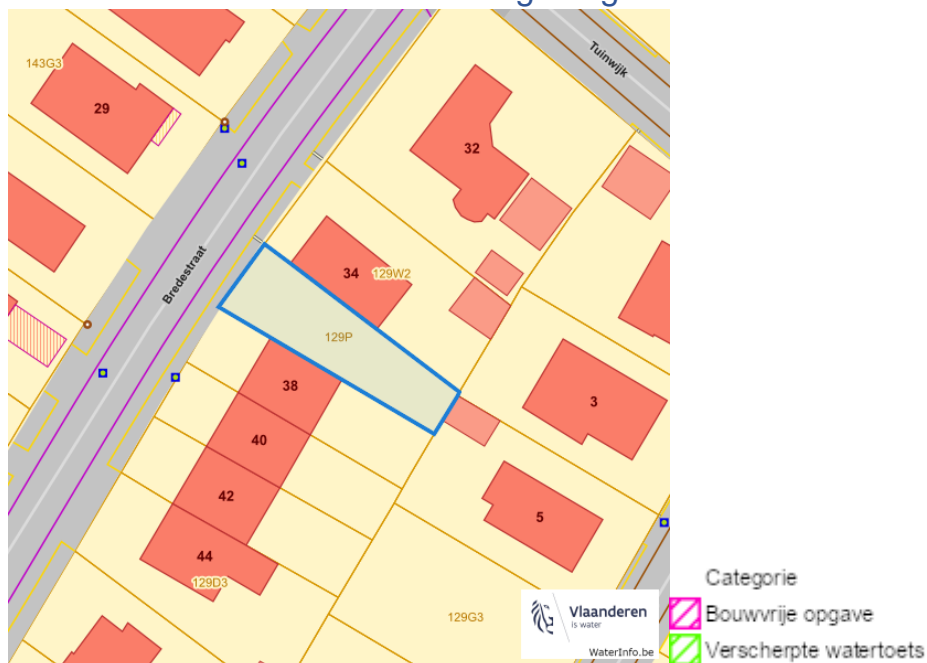 143G3
Tuinwijk
29
32
Bredestraat
34
129W2
129P
38
3
40
42
5
44
129D3
129G3
Vlaanderen
is water
WaterInfo.be
Categorie
Bouwvrije opgave
Verscherpte watertoets